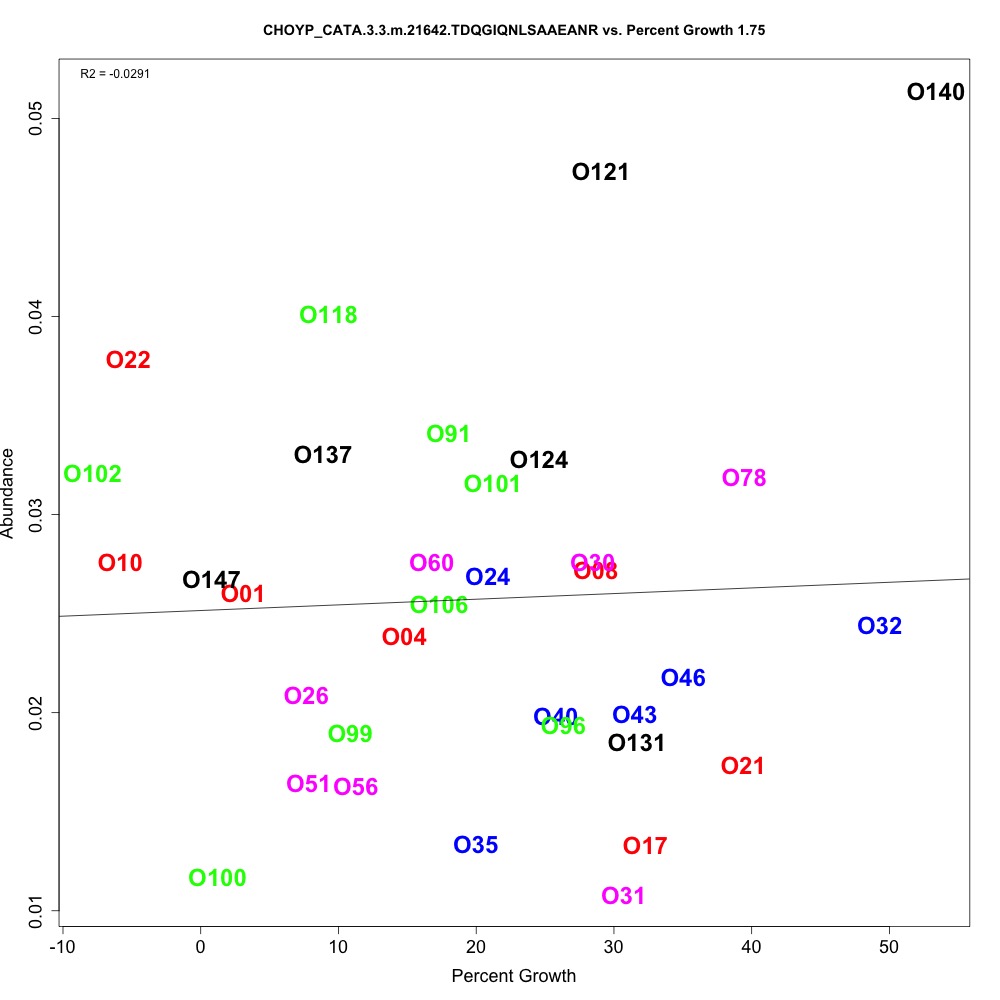 CHOYP_CATA.3.3.m.21642.TDQGIQNLSAAEANR vs. Percent Growth 1.75
R2 = -0.0291
O140
0.05
O121
O118
0.04
O22
O91
O137
O124
O102
O78
O101
Abundance
0.03
O10
O60
O30
O08
O24
O147
O01
O106
O32
O04
O46
O26
0.02
O40
O43
O96
O99
O131
O21
O51
O56
O35
O17
O100
O31
0.01
-10 0 10 20 30 40 50
Percent Growth